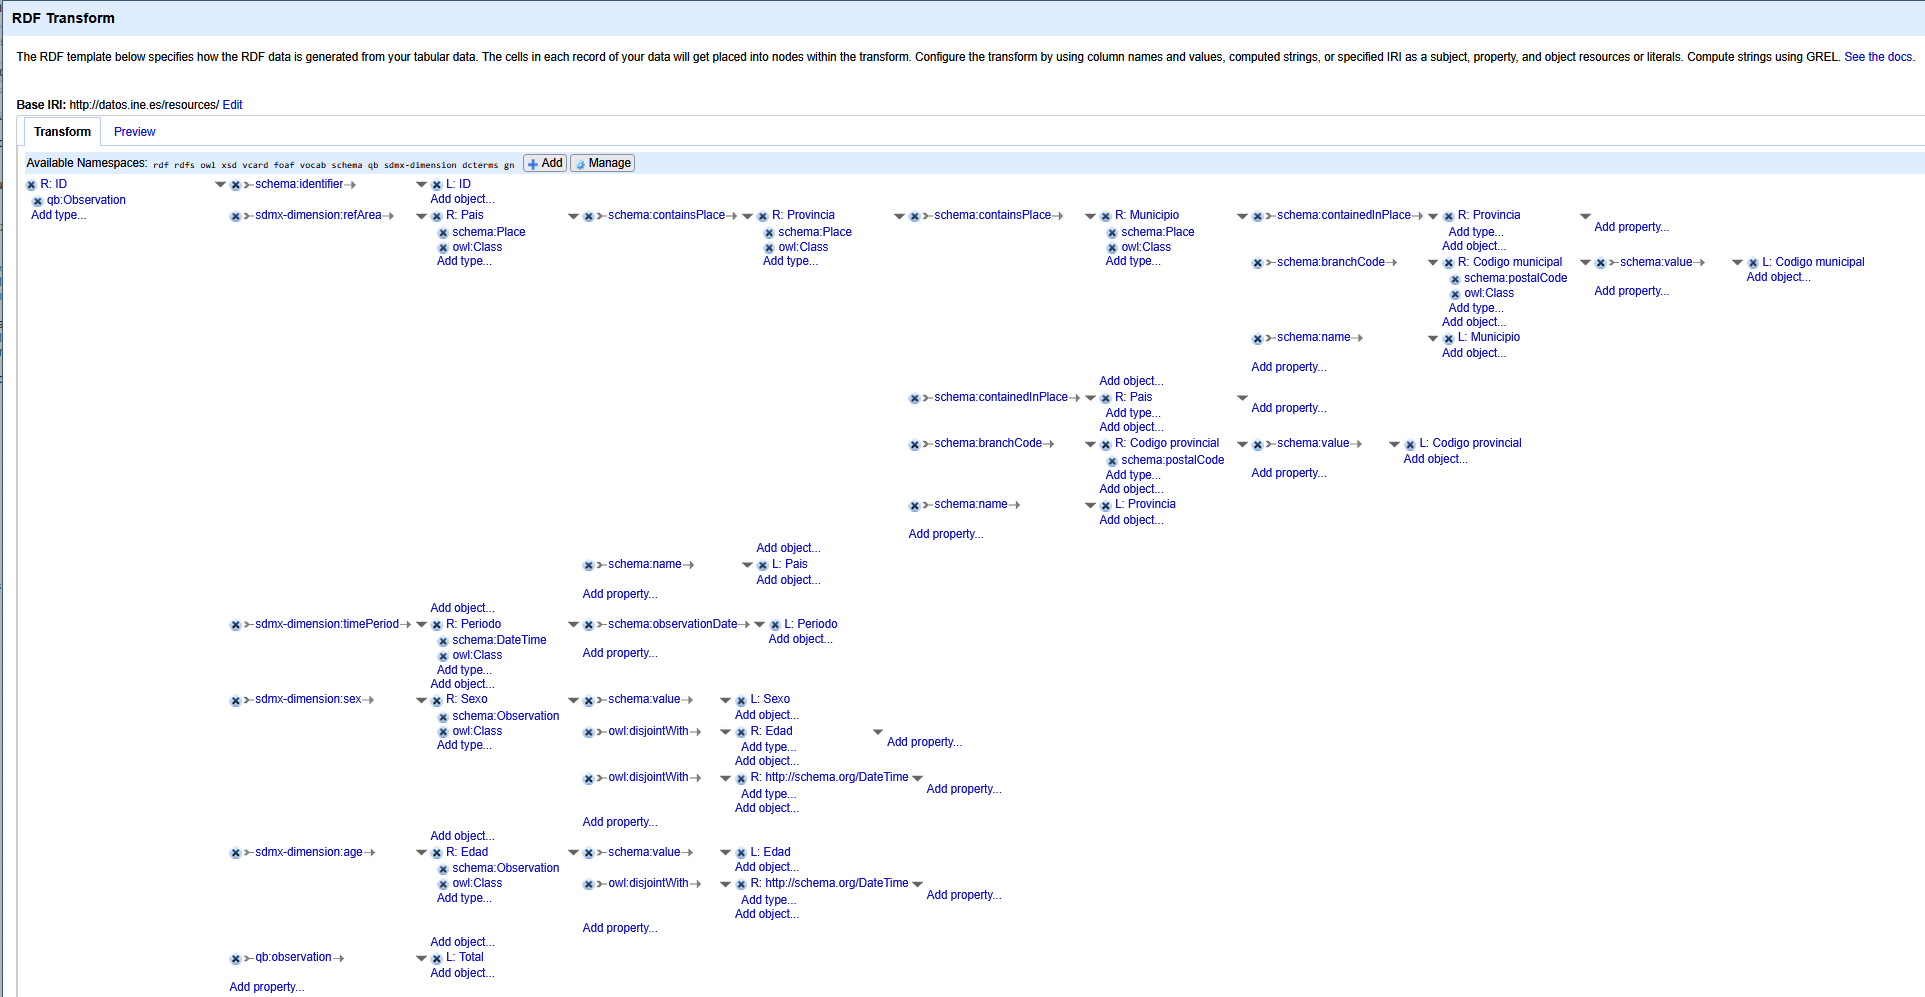 RDF Transform
The RDF template below specifies how the RDF data is generated from your tabular data. The cells in each record of your data will get placed into nodes within the transform. Configure the transform by using column names and values, computed strings, or specified IRI as a subject, property, and object resources or literals. Compute strings using GREL. See the docs.
Base IRI: http://datos.ine.es/resources/ Edit
Transform Preview
Available Namespaces: rdf rdfs owl xsd vcard foaf vocab schema qb sdmx-dimension dcterms gn Add Manage
R: ID schema:identifier L: ID
qb:Observation Add object...
Add type... sdmx-dimension:refArea R: Pais schema:containsPlace R: Provincia schema:containsPlace R: Municipio schema:containedInPlace R: Provincia
Add property...
schema:Place schema:Place schema:Place Add type...
owl:Class owl:Class owl:Class Add object...
Add type... Add type... Add type... schema:branchCode R: Codigo municipal schema:value L: Codigo municipal
schema:postalCode Add object...
owl:Class Add property...
Add type...
Add object...
schema:name L: Municipio
Add object...
Add property...
Add object...
schema:containedInPlace R: Pais
Add property...
Add type...
Add object...
schema:branchCode R: Codigo provincial schema:value L: Codigo provincial
schema:postalCode Add object...
Add type... Add property...
Add object...
schema:name L: Provincia
Add object...
Add property...
Add object...
schema:name L: Pais
Add object...
Add property...
Add object...
sdmx-dimension:timePeriod R: Periodo schema:observationDate L: Periodo
schema:DateTime Add object...
owl:Class Add property...
Add type...
Add object...
sdmx-dimension:sex R: Sexo schema:value L: Sexo
schema:Observation Add object...
owl:Class owl:disjointWith R: Edad
Add property...
Add type... Add type...
Add object...
owl:disjointWith R: http://schema.org/DateTime
Add property...
Add type...
Add object...
Add property...
Add object...
sdmx-dimension:age R: Edad schema:value L: Edad
schema:Observation Add object...
owl:Class owl:disjointWith R: http://schema.org/DateTime
Add property...
Add type... Add type...
Add object...
Add property...
Add object...
qb:observation L: Total
Add object...
Add property...